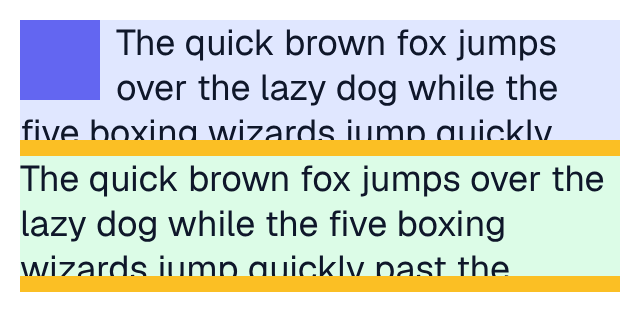 The quick brown fox jumps
over the lazy dog while the
five boxing wizards jump quickly
The quick brown fox jumps over the
lazy dog while the five boxing
wizards jump quickly past the